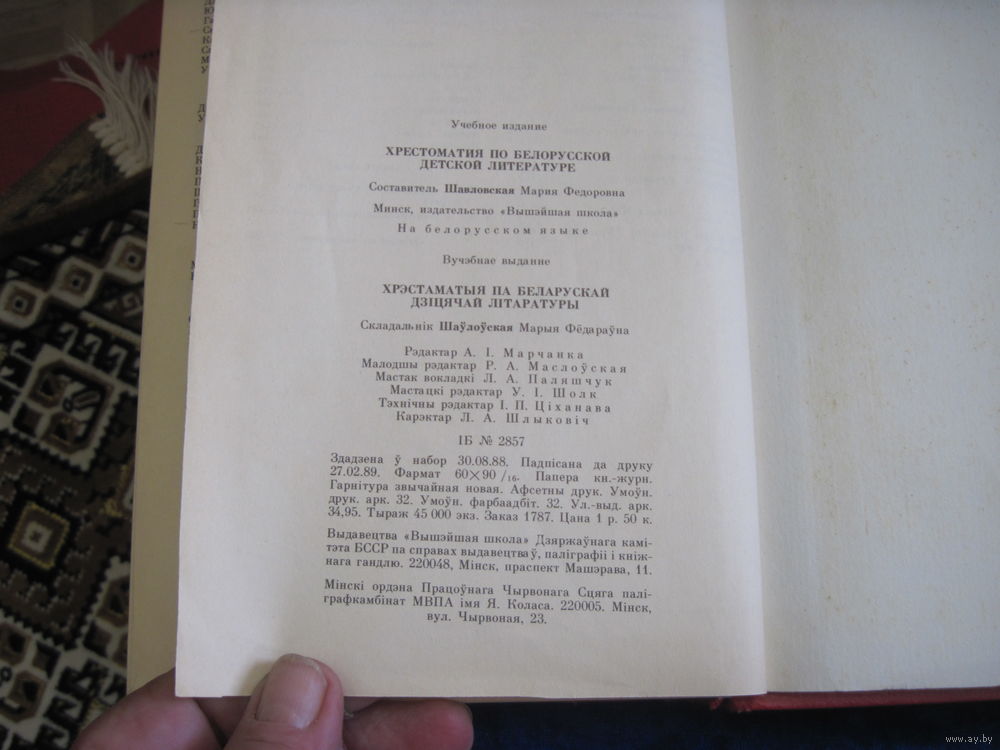 Учебное издание
ХРЕСТОМАТИЯ ПО БЕЛОРУССКОЙ
ДЕТСКОЙ ЛИТЕРАТУРЕ
Составитель Шавловская Мария Федоровна
Минск, издательство «Вышэйшая школа»
На белорусском языке
Вучэбнае выданне
ХРЭСТАМАТЫЯ ПА БЕЛАРУСКАЙ
ДЗІЦЯЧАЙ ЛІТАРАТУРЫ
Складальнік Шаўлоўская Марыя Фёдараўна
Рэдактар А. І. Марчанка
Малодшы рэдактар Р. А. Маслоўская
Мастак вокладкі Л. А. Паляшчук
Мастацкі рэдактар У. І. Шолк
Тэхнічны рэдактар І. П. Ціханава
Карэктар Л. А. Шлыковіч
ІБ № 2857
Здадзена ў набор 30.08.88. Падпісана да друку
27.02.89. Фармат 60×90 /16. Папера кн.-журн.
Гарнітура звычайная новая. Афсетны друк. Умоўн.
друк. арк. 32. Умоўн. фарбаадбіт. 32. Ул.-выд. арк.
34,95. Тыраж 45 000 экз. Заказ 1787. Цана 1 р. 50 к.
Выдавецтва «Вышэйшая школа» Дзяржаўнага камі-
тэта БССР па справах выдавецтваў, паліграфіі і кніж-
нага гандлю. 220048, Мінск, праспект Машэрава, 11.
Мінскі ордэна Працоўнага Чырвонага Сцяга палі-
графкамбінат МВПА імя Я. Коласа. 220005. Мінск,
вул. Чырвоная, 23.
www.ay.by